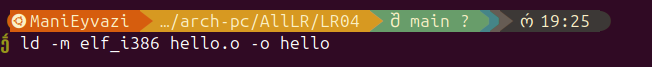 ManiEyvazi …/arch-pc/AllLR/LR04 main ? 19:25
ld -m elf_i386 hello.o -o hello